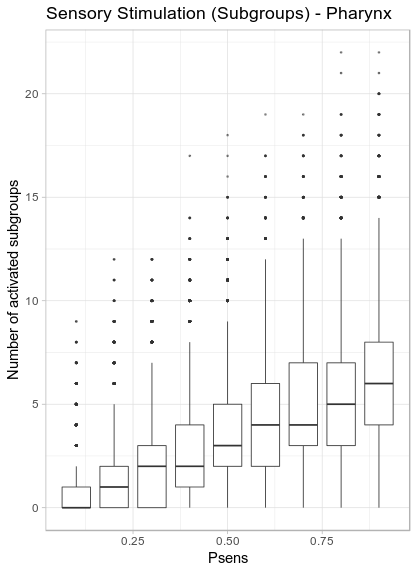 Sensory Stimulation (Subgroups) - Pharynx
Number of activated subgroups
20
15
10
5
0
0.25 0.50 0.75
Psens